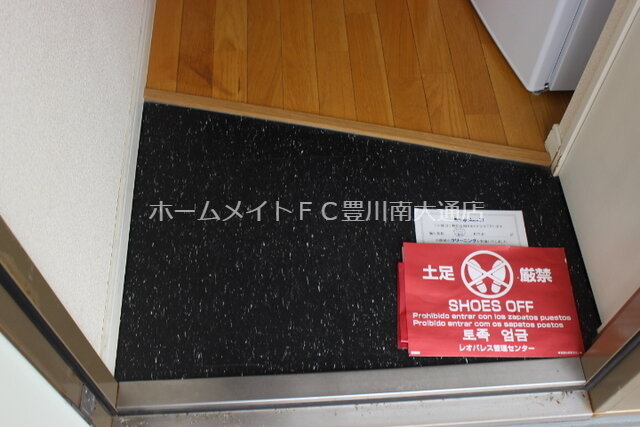 ホームメイトFC豊川南大通店
クリーニング
土足 厳禁
SHOES OFF
Prohibido entrar con los zapatos puestos
Proibido entrar com os sapatos postos
토족 엄금
レオパレス管理センター